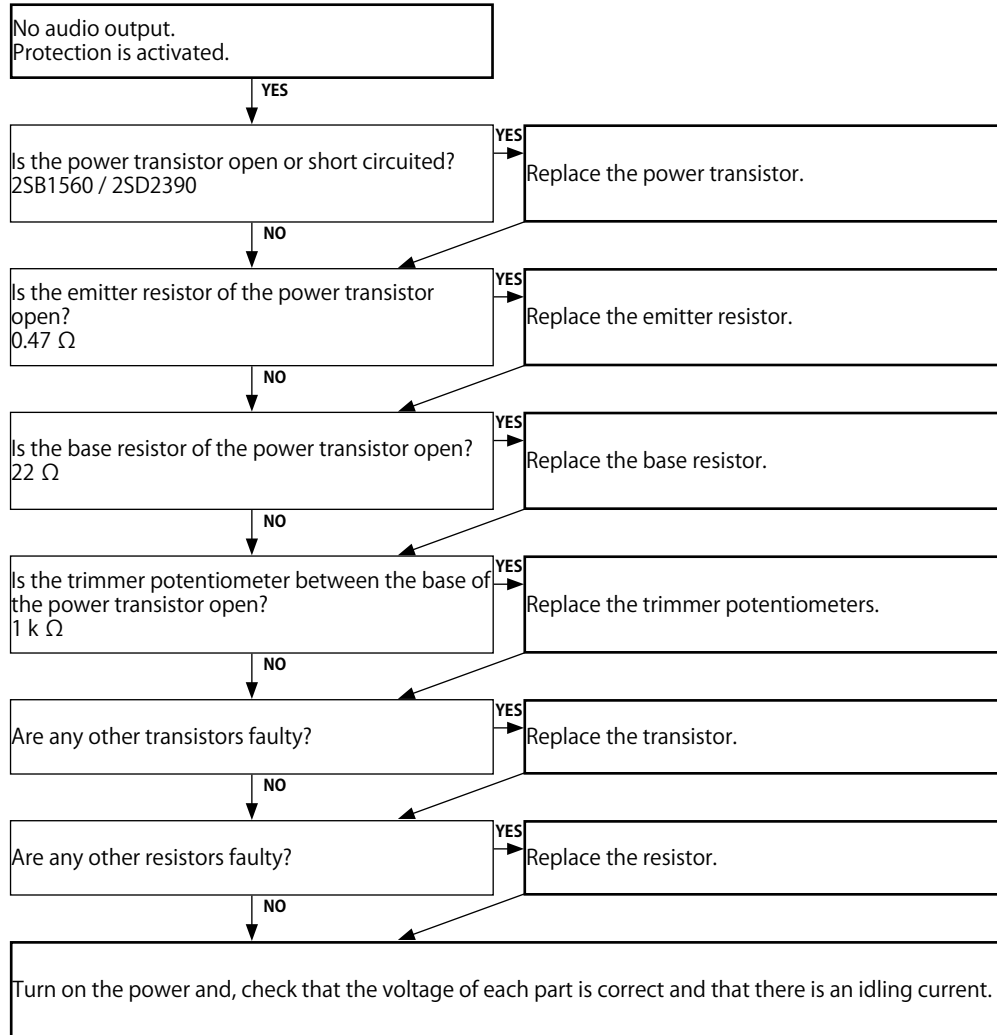 No audio output.
Protection is activated.
YES
Is the power transistor open or short circuited?
2SB1560 / 2SD2390
YES
Replace the power transistor.
NO
Is the emitter resistor of the power transistor
open?
0.47 Ω
YES
Replace the emitter resistor.
NO
Is the base resistor of the power transistor open?
22 Ω
YES
Replace the base resistor.
NO
Is the trimmer potentiometer between the base of
the power transistor open?
1 k Ω
YES
Replace the trimmer potentiometers.
NO
Are any other transistors faulty?
YES
Replace the transistor.
NO
Are any other resistors faulty?
YES
Replace the resistor.
NO
Turn on the power and, check that the voltage of each part is correct and that there is an idling current.